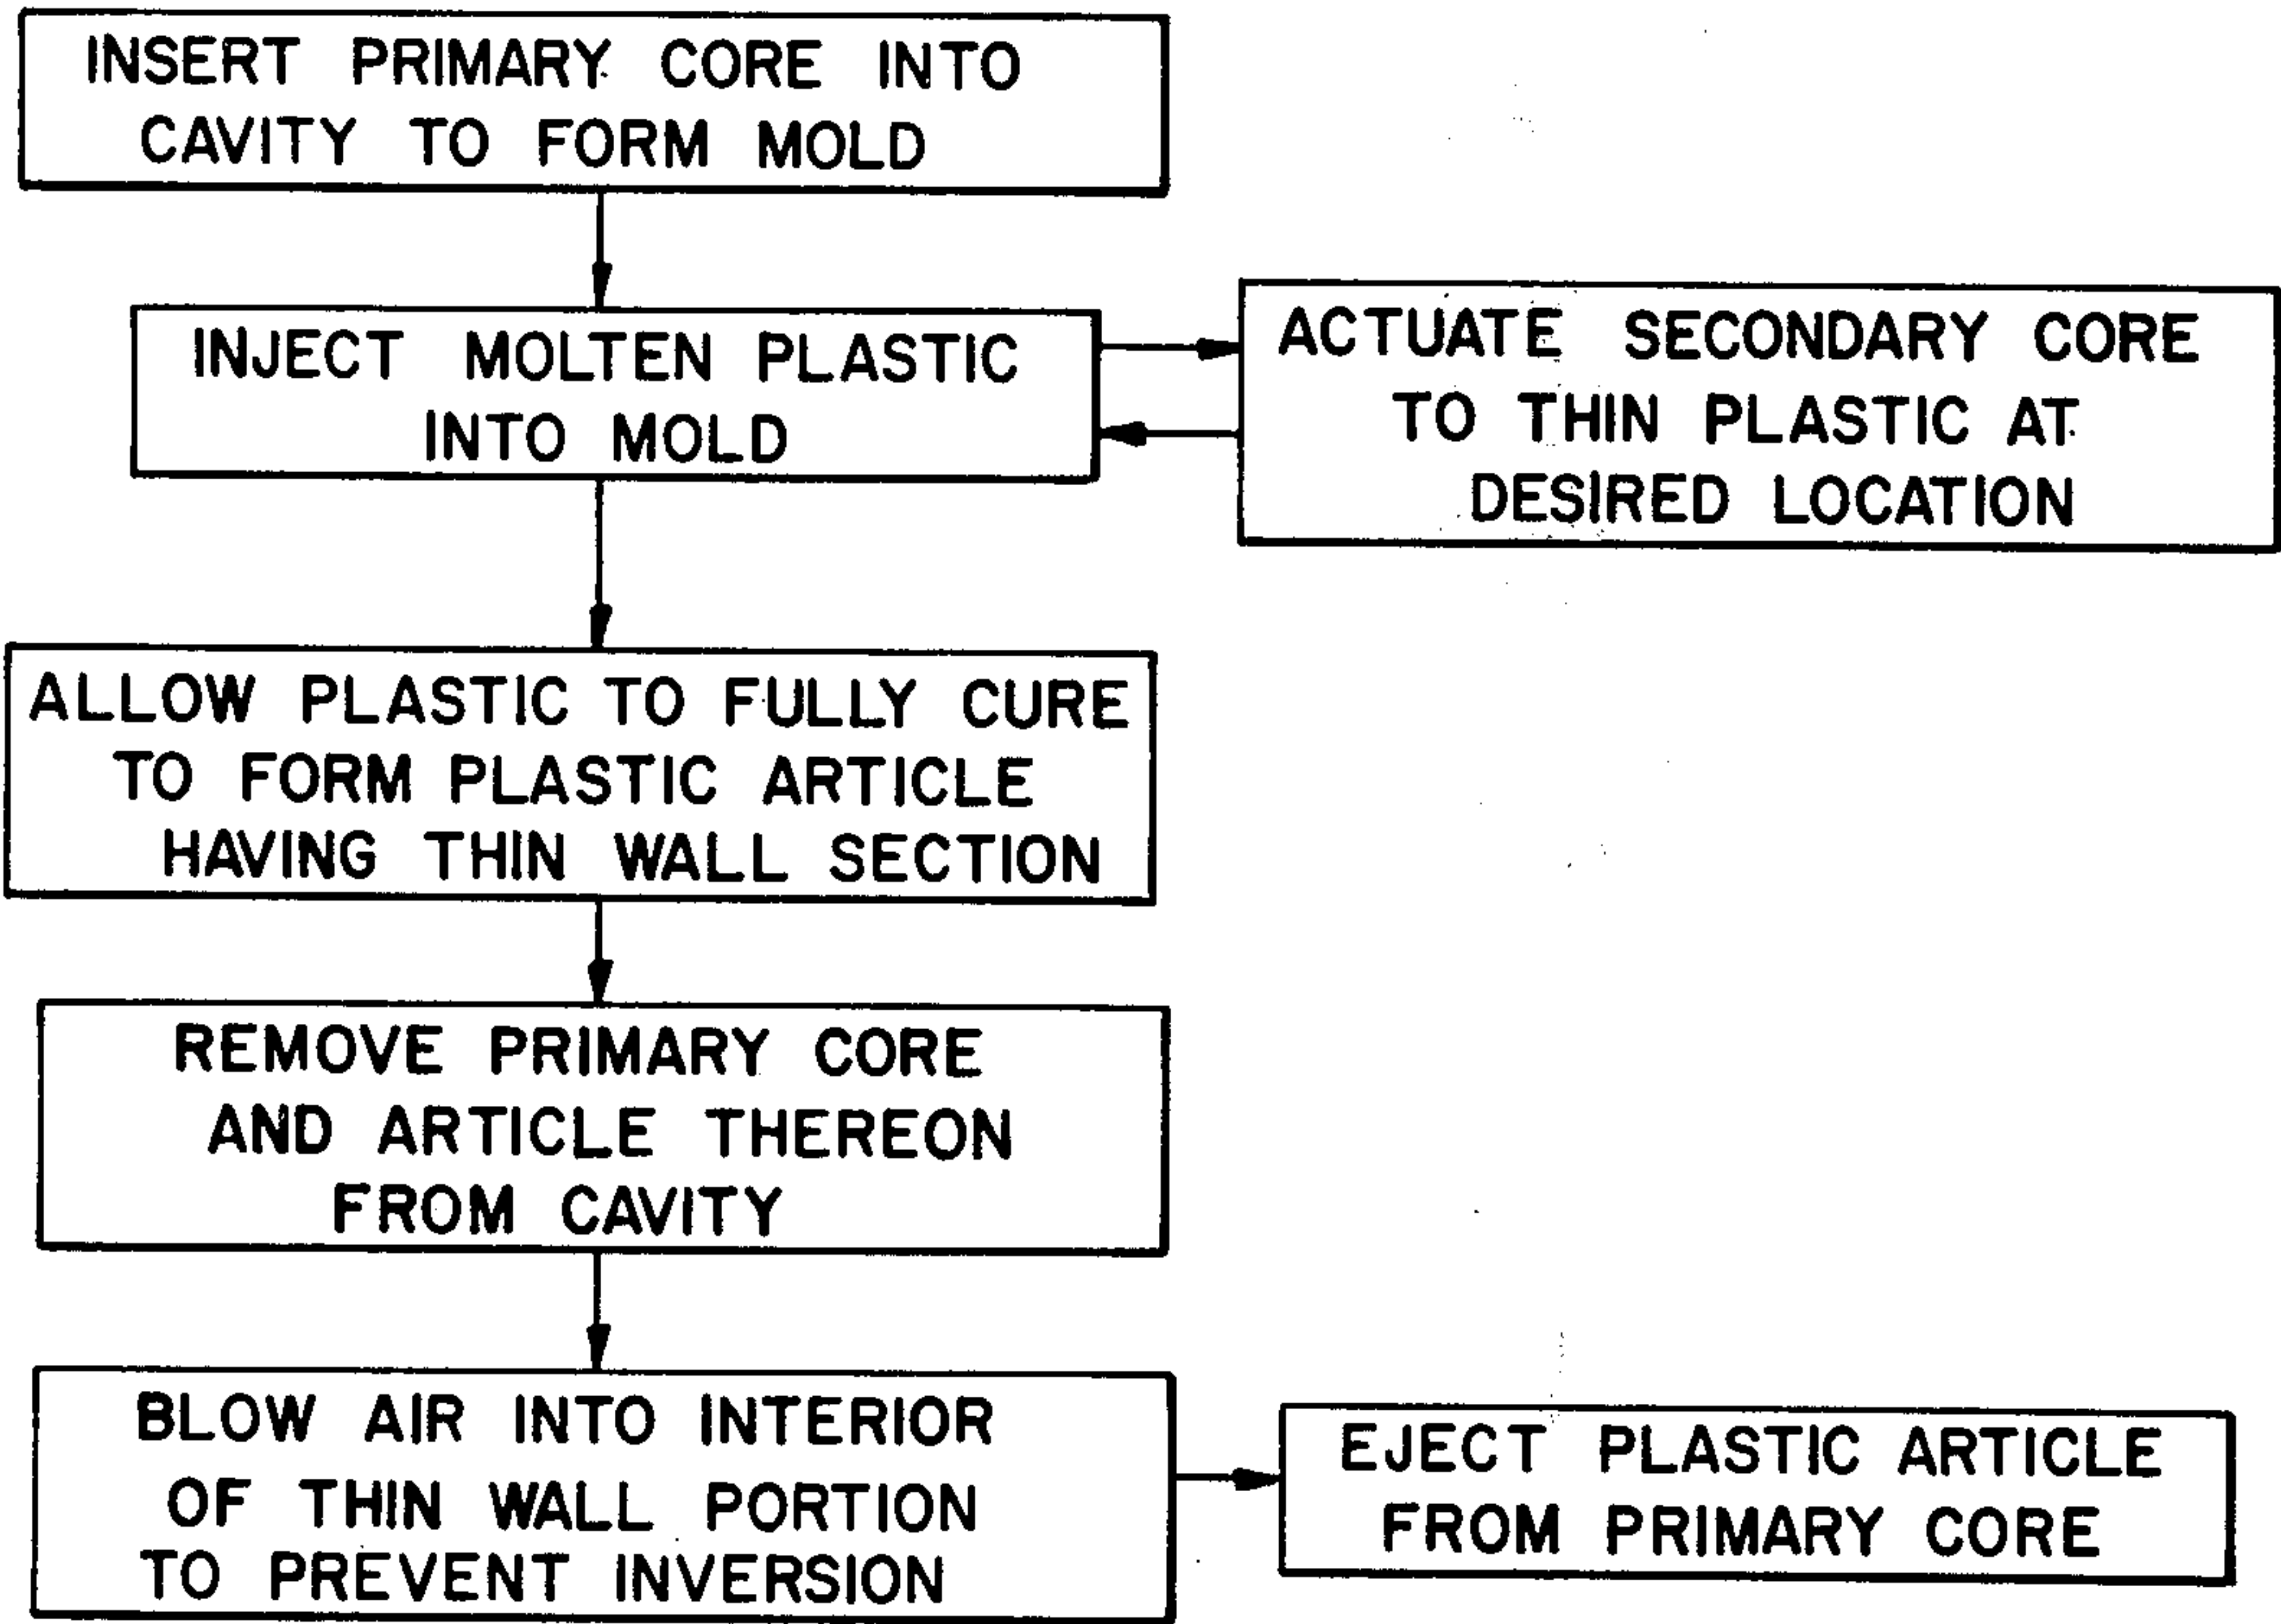 INSERT PRIMARY CORE INTO
CAVITY TO FORM MOLD
INJECT MOLTEN PLASTIC
INTO MOLD
ACTUATE SECONDARY CORE
TO THIN PLASTIC AT
DESIRED LOCATION
ALLOW PLASTIC TO FULLY CURE
TO FORM PLASTIC ARTICLE
HAVING THIN WALL SECTION
REMOVE PRIMARY CORE
AND ARTICLE THEREON
FROM CAVITY
BLOW AIR INTO INTERIOR
OF THIN WALL PORTION
TO PREVENT INVERSION
EJECT PLASTIC ARTICLE
FROM PRIMARY CORE